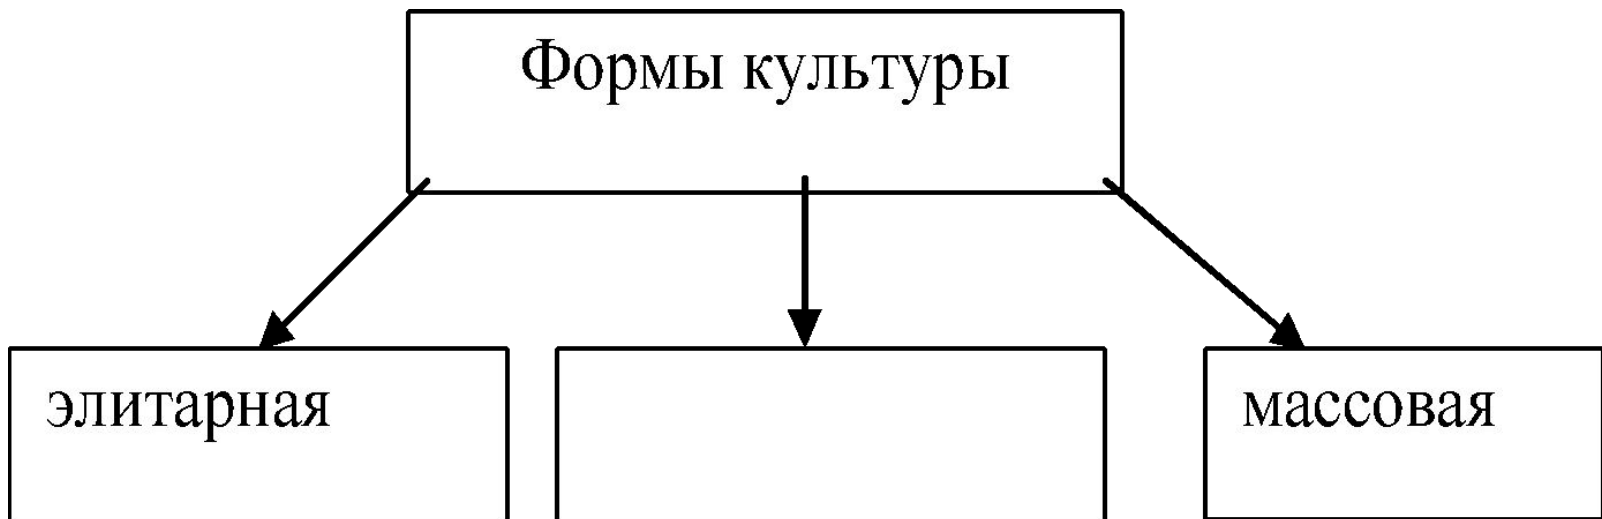 Формы культуры
элитарная
массовая